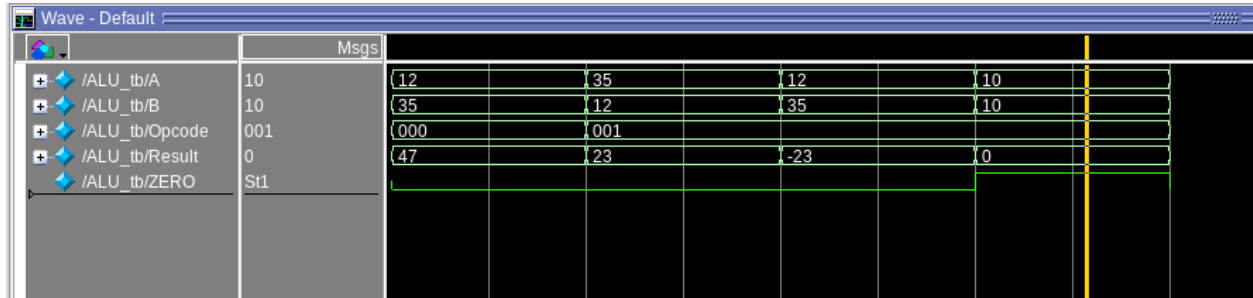 Wave - Default
Msgs
/ALU_tb/A 10 12 35 12 10
/ALU_tb/B 10 35 12 35 10
/ALU_tb/Opcode 001 000 001
/ALU_tb/Result 0 47 23 -23 0
/ALU_tb/ZERO St1